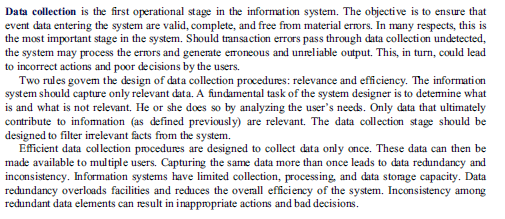 Data collection is the first operational stage in the information system. The objective is to ensure that
event data entering the system are valid, complete, and free from material errors. In many respects, this is
the most important stage in the system. Should transaction errors pass through data collection undetected,
the system may process the errors and generate erroneous and unreliable output. This, in turn, could lead
to incorrect actions and poor decisions by the users.
Two rules govern the design of data collection procedures: relevance and efficiency. The information
system should capture only relevant data. A fundamental task of the system designer is to determine what
is and what is not relevant. He or she does so by analyzing the user's needs. Only data that ultimately
contribute to information (as defined previously) are relevant. The data collection stage should be
designed to filter irrelevant facts from the system.
Efficient data collection procedures are designed to collect data only once. These data can then be
made available to multiple users. Capturing the same data more than once leads to data redundancy and
inconsistency. Information systems have limited collection, processing, and data storage capacity. Data
redundancy overloads facilities and reduces the overall efficiency of the system. Inconsistency among
redundant data elements can result in inappropriate actions and bad decisions.